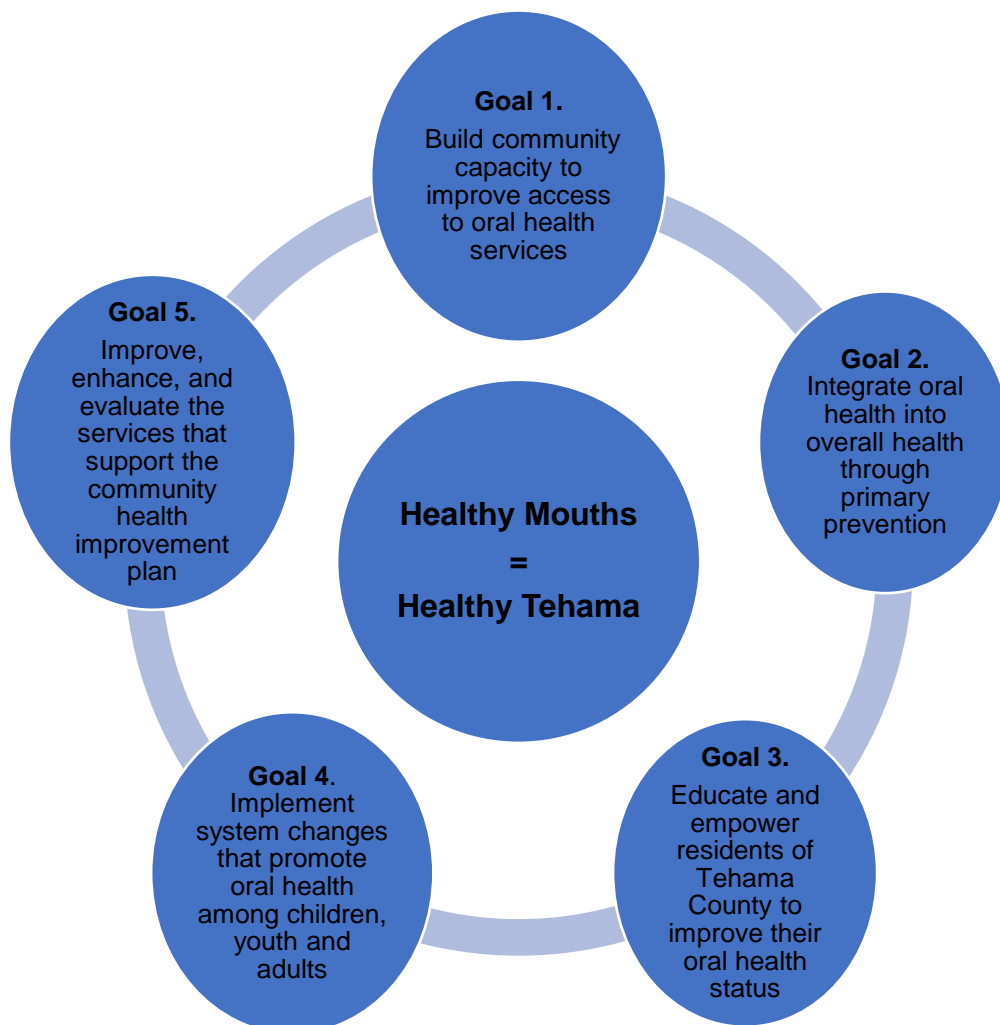 Goal 1.
Build community
capacity to
improve access
to oral health
services
Goal 2.
Integrate oral
health into
overall health
through
primary
prevention
Goal 3.
Educate and
empower
residents of
Tehama
County to
improve their
oral health
status
Goal 4.
Implement
system changes
that promote
oral health
among children,
youth and
adults
Goal 5.
Improve,
enhance, and
evaluate the
services that
support the
community
health
improvement
plan
Healthy Mouths
=
Healthy Tehama